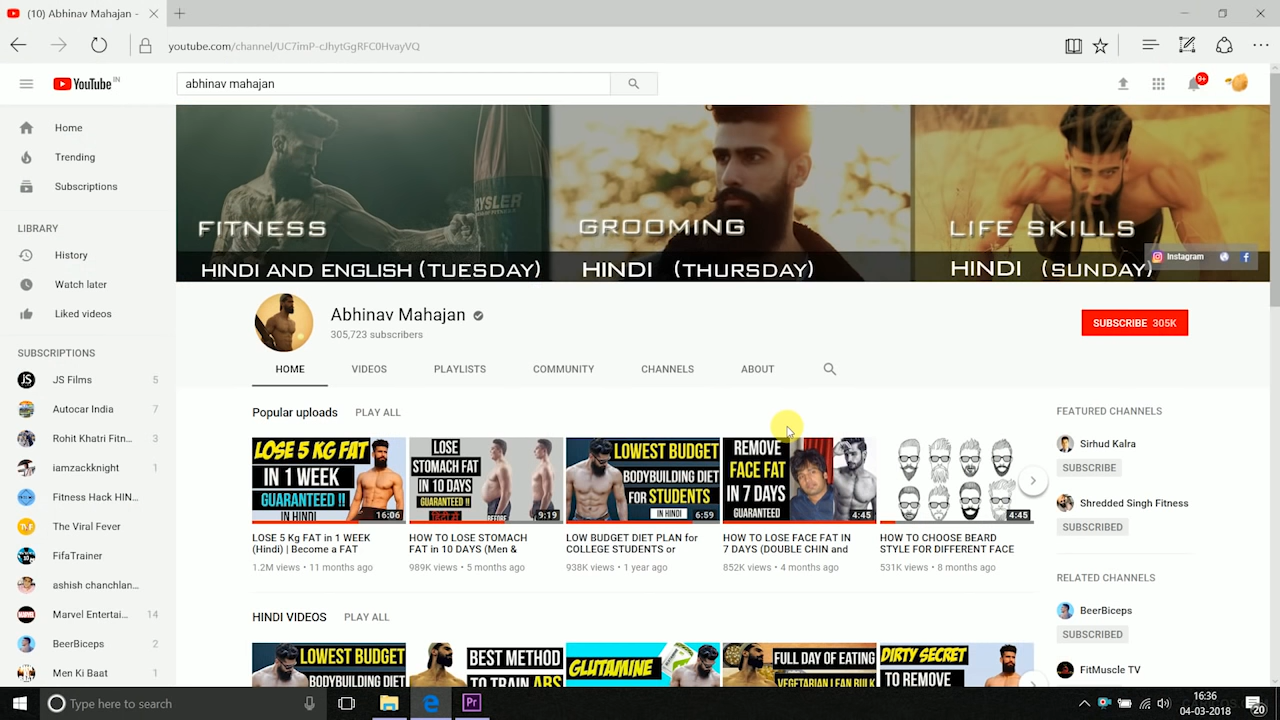 (10) Abhinav Mahajan -
youtube.com/channel/UC7imP-cJhytGgRFC0HvayVQ
YouTube IN
abhinav mahajan
9+
Home
Trending
Subscriptions
LIBRARY
History
Watch later
Liked videos
SUBSCRIPTIONS
JS Films 5
Autocar India 7
Rohit Khatri Fitn... 3
iamzackknight 1
Fitness Hack HIN...
The Viral Fever
FifaTrainer
ashish chanchlan...
Marvel Entertai... 14
BeerBiceps 2
Men Ki Baat 1
FITNESS
HINDI AND ENGLISH (TUESDAY)
GROOMING
HINDI (THURSDAY)
LIFE SKILLS
HINDI (SUNDAY)
Instagram
Abhinav Mahajan
305,723 subscribers
SUBSCRIBE 305K
HOME VIDEOS PLAYLISTS COMMUNITY CHANNELS ABOUT
Popular uploads PLAY ALL
LOSE 5 KG FAT
IN 1 WEEK
GUARANTEED !!
IN HINDI
16:06
LOSE 5 Kg FAT in 1 WEEK
(Hindi) | Become a FAT
1.2M views • 11 months ago
LOSE
STOMACH FAT
IN 10 DAYS
GUARANTEED !!
BEFORE
9:19
HOW TO LOSE STOMACH
FAT in 10 DAYS (Men &
989K views • 5 months ago
LOWEST BUDGET
BODYBUILDING DIET
FOR STUDENTS
IN HINDI
6:59
LOW BUDGET DIET PLAN for
COLLEGE STUDENTS or
938K views • 1 year ago
REMOVE
FACE FAT
IN 7 DAYS
GUARANTEED
4:45
HOW TO LOSE FACE FAT IN
7 DAYS (DOUBLE CHIN and
852K views • 4 months ago
4:45
HOW TO CHOOSE BEARD
STYLE FOR DIFFERENT FACE
531K views • 8 months ago
HINDI VIDEOS PLAY ALL
LOWEST BUDGET
BODYBUILDING DIET
BEST METHOD
TO TRAIN ABS
GLUTAMINE
FULL DAY OF EATING
VEGETARIAN LEAN BULK
DIRTY SECRET
TO REMOVE
FEATURED CHANNELS
Sirhud Kalra
SUBSCRIBE
Shredded Singh Fitness
SUBSCRIBED
RELATED CHANNELS
BeerBiceps
SUBSCRIBED
FitMuscle TV
Type here to search
Pr
16:36
04-03-2018
20